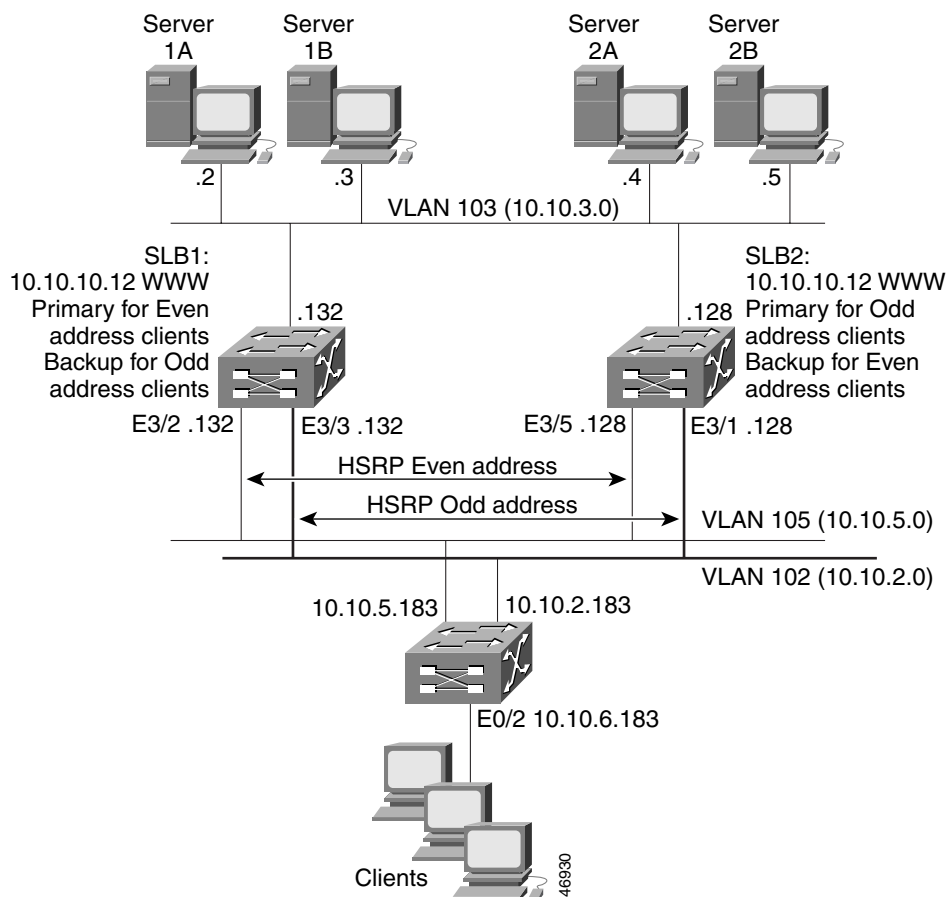 Server
1A
Server
1B
Server
2A
Server
2B
.2
.3
.4
.5
VLAN 103 (10.10.3.0)
SLB1:
10.10.10.12 WWW
Primary for Even
address clients
Backup for Odd
address clients
.132
.128
SLB2:
10.10.10.12 WWW
Primary for Odd
address clients
Backup for Even
address clients
E3/2 .132
E3/3 .132
E3/5 .128
E3/1 .128
HSRP Even address
HSRP Odd address
VLAN 105 (10.10.5.0)
VLAN 102 (10.10.2.0)
10.10.5.183
10.10.2.183
E0/2 10.10.6.183
Clients
46930